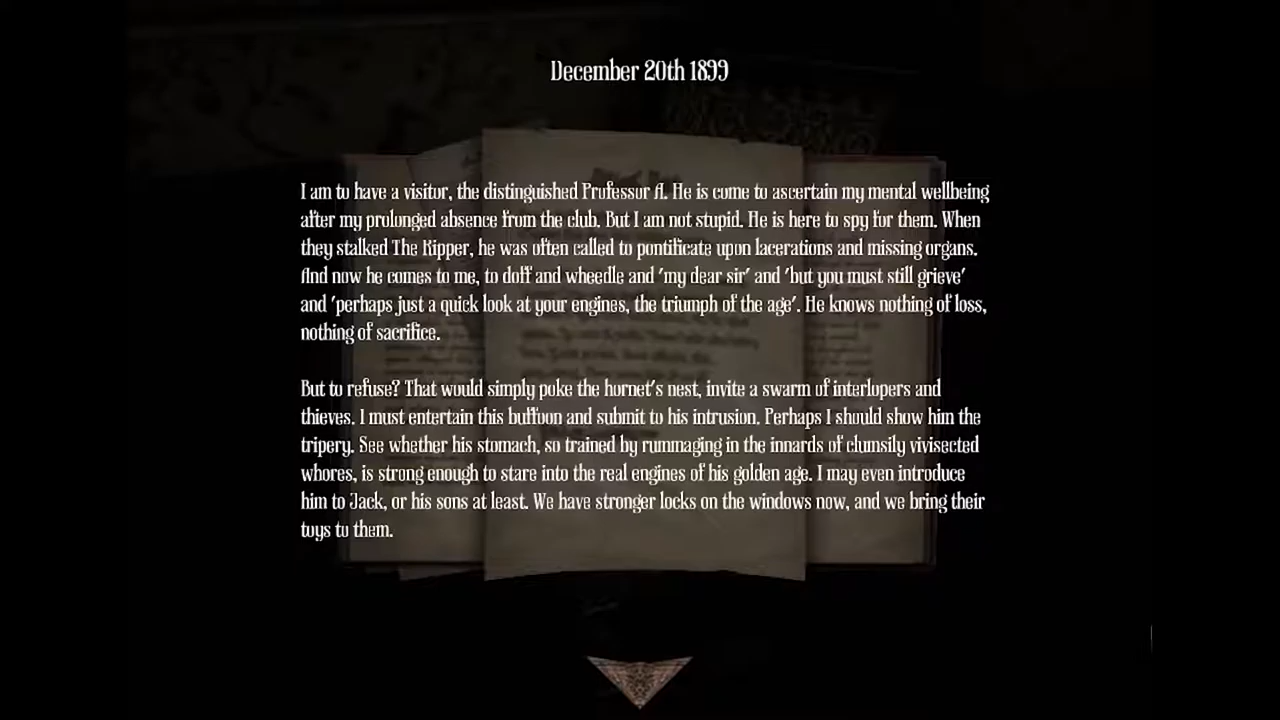 December 20th 1899
I am to have a visitor, the distinguished Professor A. He is come to ascertain my mental wellbeing
after my prolonged absence from the club. But I am not stupid. He is here to spy for them. When
they stalked The Ripper, he was often called to pontificate upon lacerations and missing organs.
And now he comes to me, to doff and wheedle and 'my dear sir' and 'but you must still grieve'
and 'perhaps just a quick look at your engines, the triumph of the age'. He knows nothing of loss,
nothing of sacrifice.
But to refuse? That would simply poke the hornet's nest, invite a swarm of interlopers and
thieves. I must entertain this buffoon and submit to his intrusion. Perhaps I should show him the
tripery. See whether his stomach, so trained by rummaging in the innards of clumsily vivisected
whores, is strong enough to stare into the real engines of his golden age. I may even introduce
him to Jack, or his sons at least. We have stronger locks on the windows now, and we bring their
toys to them.